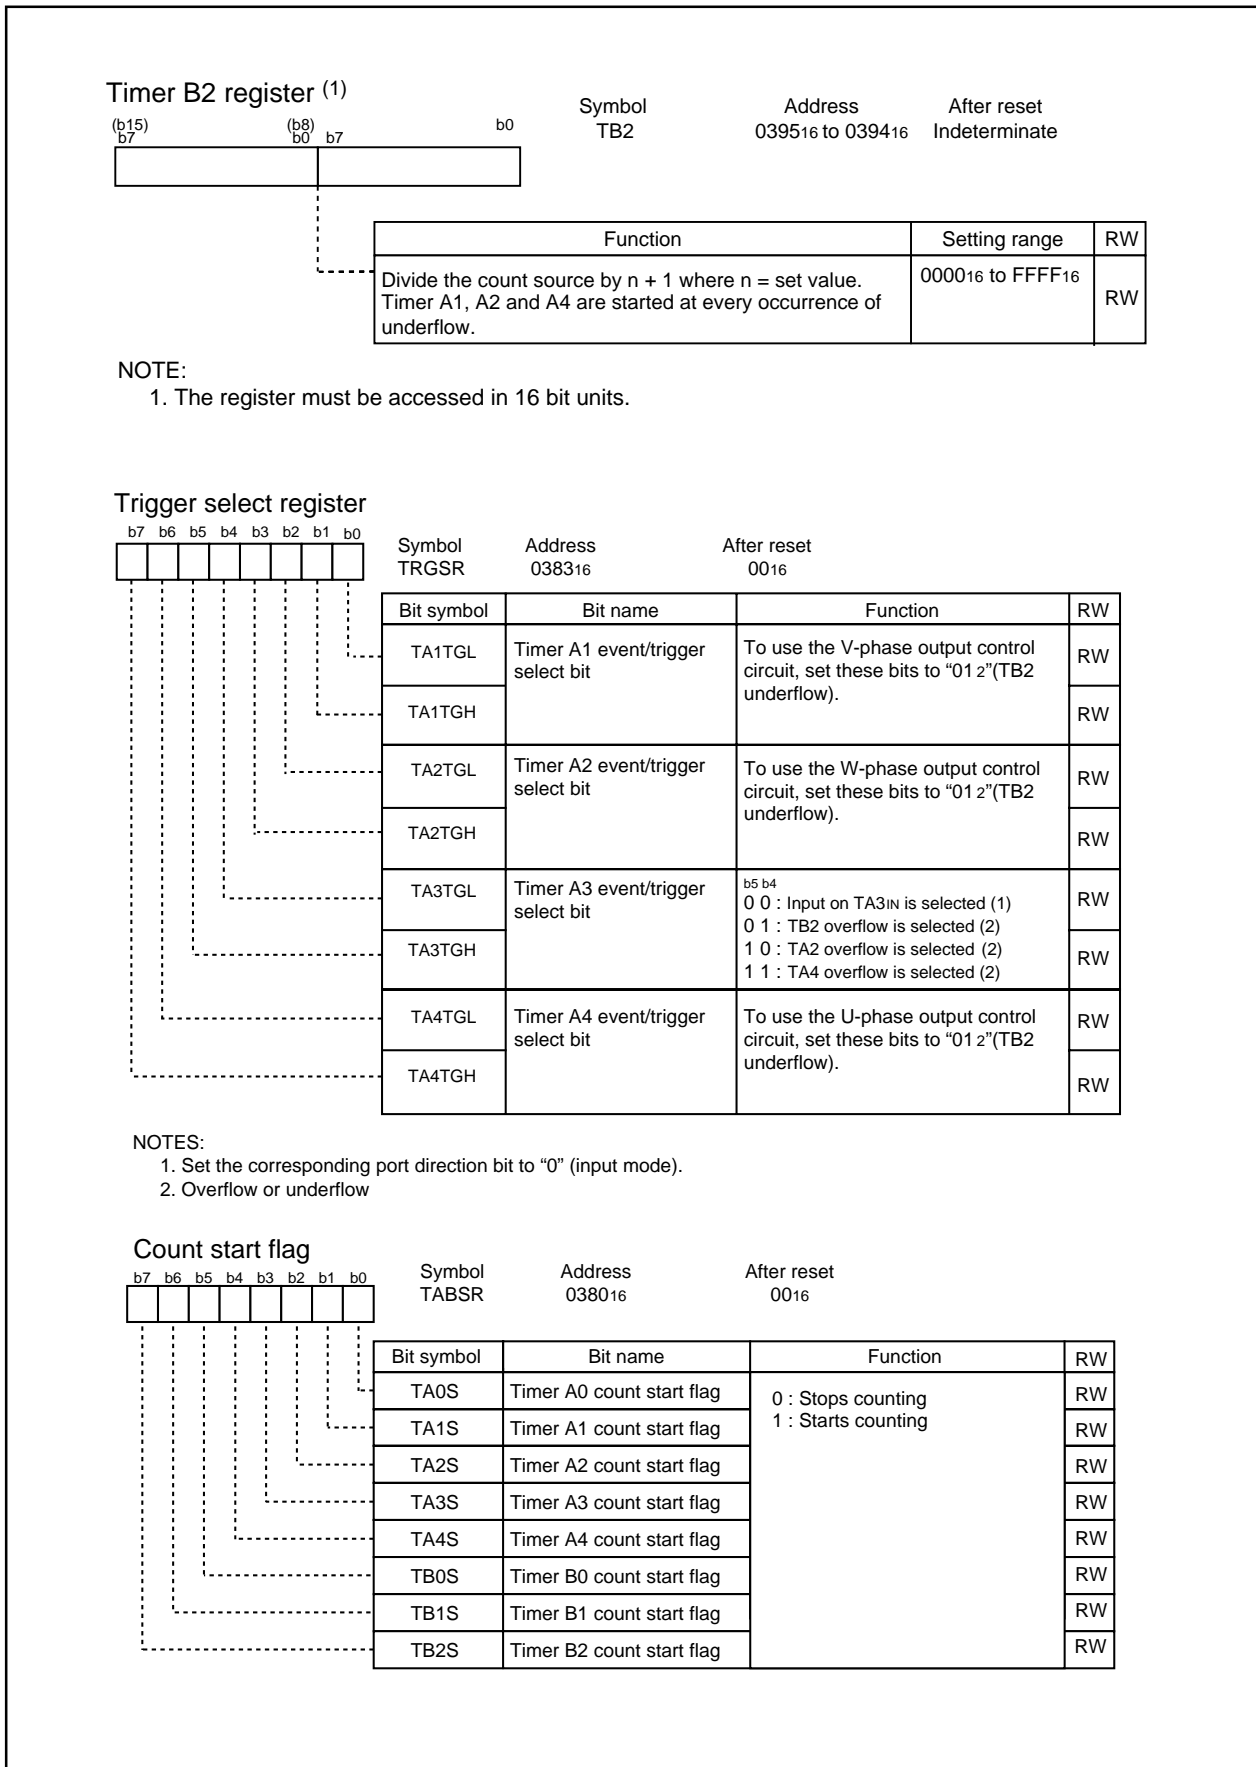 Timer B2 register (1)
Symbol Address After reset
TB2 039516 to 039416 Indeterminate
(b15) (b8)
b7 b0 b7 b0
Function Setting range RW
Divide the count source by n + 1 where n = set value. 000016 to FFFF16 RW
Timer A1, A2 and A4 are started at every occurrence of
underflow.
NOTE:
1. The register must be accessed in 16 bit units.
Trigger select register
b7 b6 b5 b4 b3 b2 b1 b0
Symbol Address After reset
TRGSR 038316 0016
Bit symbol Bit name Function RW
TA1TGL Timer A1 event/trigger To use the V-phase output control RW
select bit circuit, set these bits to “012”(TB2
underflow).
TA1TGH RW
TA2TGL Timer A2 event/trigger To use the W-phase output control RW
select bit circuit, set these bits to “012”(TB2
underflow).
TA2TGH RW
TA3TGL Timer A3 event/trigger b5 b4 RW
select bit 0 0 : Input on TA3IN is selected (1)
0 1 : TB2 overflow is selected (2)
TA3TGH 1 0 : TA2 overflow is selected (2) RW
1 1 : TA4 overflow is selected (2)
TA4TGL Timer A4 event/trigger To use the U-phase output control RW
select bit circuit, set these bits to “012”(TB2
underflow).
TA4TGH RW
NOTES:
1. Set the corresponding port direction bit to “0” (input mode).
2. Overflow or underflow
Count start flag
b7 b6 b5 b4 b3 b2 b1 b0
Symbol Address After reset
TABSR 038016 0016
Bit symbol Bit name Function RW
TA0S Timer A0 count start flag 0 : Stops counting RW
TA1S Timer A1 count start flag 1 : Starts counting RW
TA2S Timer A2 count start flag RW
TA3S Timer A3 count start flag RW
TA4S Timer A4 count start flag RW
TB0S Timer B0 count start flag RW
TB1S Timer B1 count start flag RW
TB2S Timer B2 count start flag RW